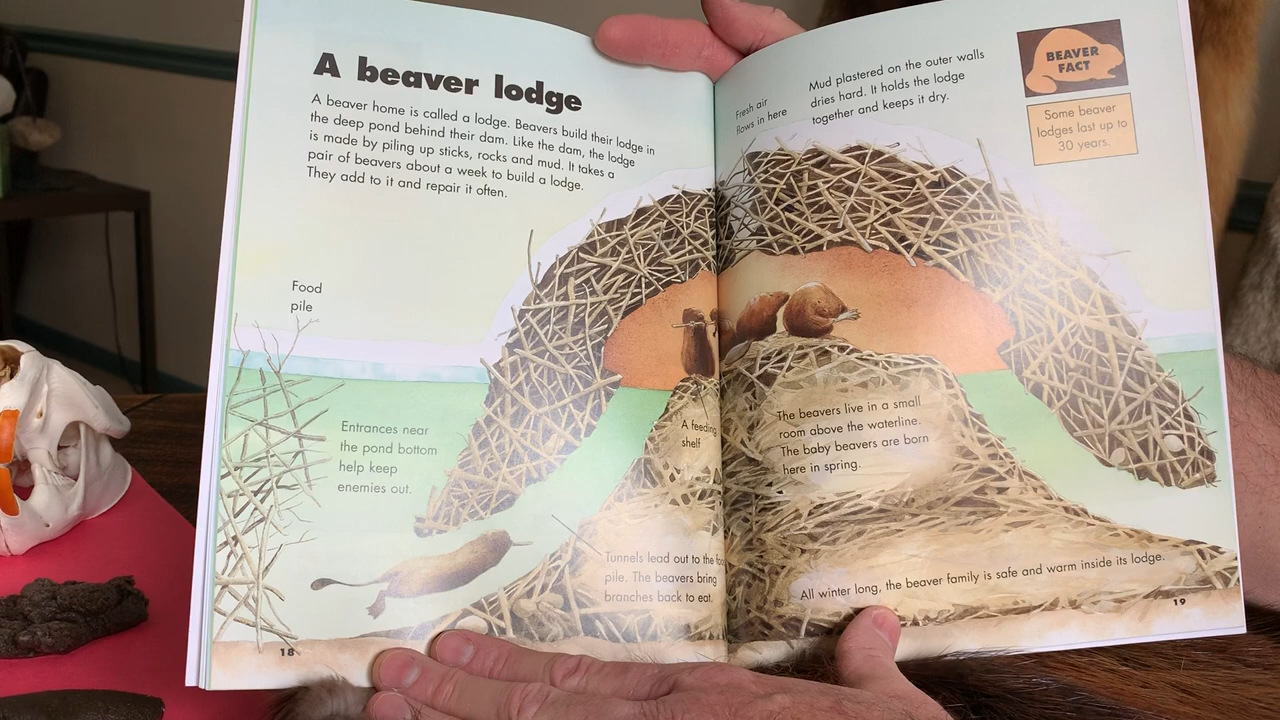 A beaver lodge
A beaver home is called a lodge. Beavers build their lodge in
the deep pond behind their dam. Like the dam, the lodge
is made by piling up sticks, rocks and mud. It takes a
pair of beavers about a week to build a lodge.
They add to it and repair it often.
Food
pile
Entrances near
the pond bottom
help keep
enemies out.
A feeding
shelf
Tunnels lead out to the food
pile. The beavers bring
branches back to eat.
18
Fresh air
flows in here
Mud plastered on the outer walls
dries hard. It holds the lodge
together and keeps it dry.
BEAVER
FACT
Some beaver
lodges last up to
30 years.
The beavers live in a small
room above the waterline.
The baby beavers are born
here in spring.
All winter long, the beaver family is safe and warm inside its lodge.
19